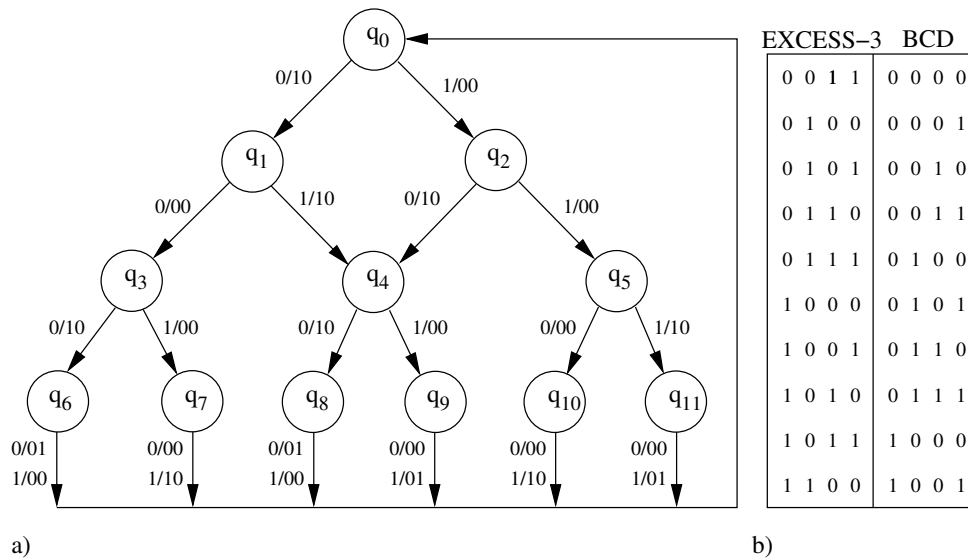 q0
0/10 1/00
q1 q2
0/00 1/10 0/10 1/00
q3 q4 q5
0/10 1/00 0/10 1/00 0/00 1/10
q6 q7 q8 q9 q10 q11
0/01 0/00 0/01 0/00 0/00 0/00
1/00 1/10 1/00 1/01 1/10 1/01
a)
EXCESS−3 BCD
0 0 1 1 0 0 0 0
0 1 0 0 0 0 0 1
0 1 0 1 0 0 1 0
0 1 1 0 0 0 1 1
0 1 1 1 0 1 0 0
1 0 0 0 0 1 0 1
1 0 0 1 0 1 1 0
1 0 1 0 0 1 1 1
1 0 1 1 1 0 0 0
1 1 0 0 1 0 0 1
b)